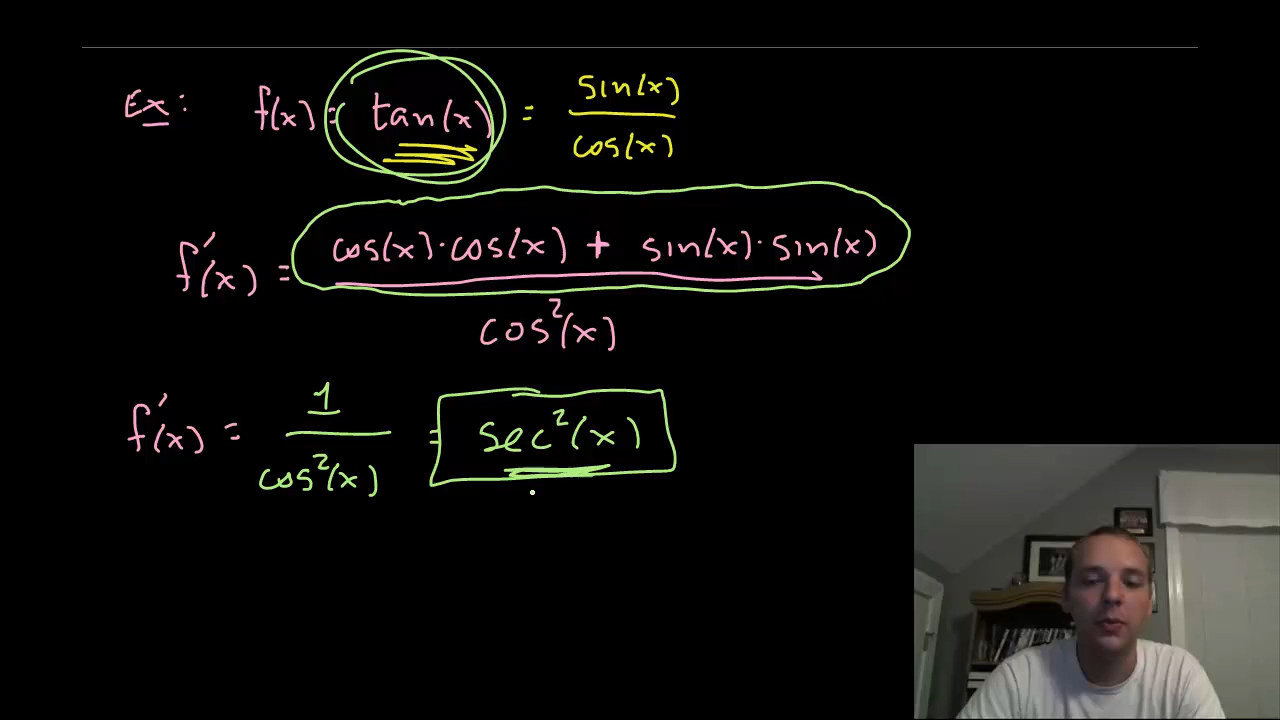 Ex: f(x) = tan(x) = sin(x)/cos(x)
f'(x) = cos(x)·cos(x) + sin(x)·sin(x)
cos²(x)
f'(x) = 1/cos²(x) = sec²(x)